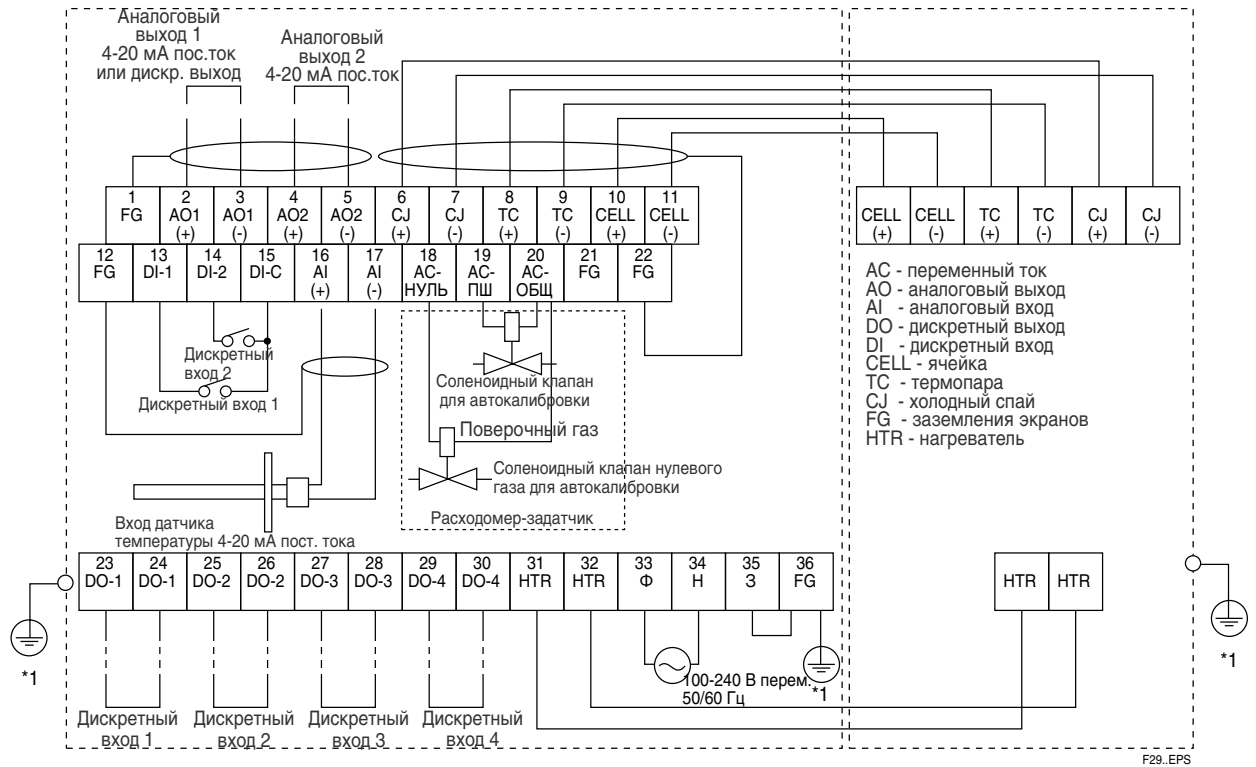 Аналоговый
выход 1
4-20 мА пос.ток
или дискр. выход
Аналоговый
выход 2
4-20 мА пос.ток
1 2 3 4 5 6 7 8 9 10 11
FG AO1 AO1 AO2 AO2 CJ CJ TC TC CELL CELL
(+) (-) (+) (-) (+) (-) (+) (-) (+) (-)
12 13 14 15 16 17 18 19 20 21 22
FG DI-1 DI-2 DI-C AI AI AC- AC- AC- FG FG
(+) (-) НУЛЬ ПШ ОБЩ
CELL CELL TC TC CJ CJ
(+) (-) (+) (-) (+) (-)
AC - переменный ток
AO - аналоговый выход
AI - аналоговый вход
DO - дискретный выход
DI - дискретный вход
CELL - ячейка
TC - термопара
CJ - холодный спай
FG - заземления экранов
HTR - нагреватель
Дискретный
вход 2
Дискретный вход 1
Соленоидный клапан
для автокалибровки
Поверочный газ
Соленоидный клапан нулевого
газа для автокалибровки
Расходомер-задатчик
Вход датчика
температуры 4-20 мА пост. тока
23 24 25 26 27 28 29 30 31 32 33 34 35 36
DO-1 DO-1 DO-2 DO-2 DO-3 DO-3 DO-4 DO-4 HTR HTR Ф Н З FG
HTR HTR
*1
*1
*1
100-240 В перем.
50/60 Гц
Дискретный
вход 1
Дискретный
вход 2
Дискретный
вход 3
Дискретный
вход 4
F29..EPS